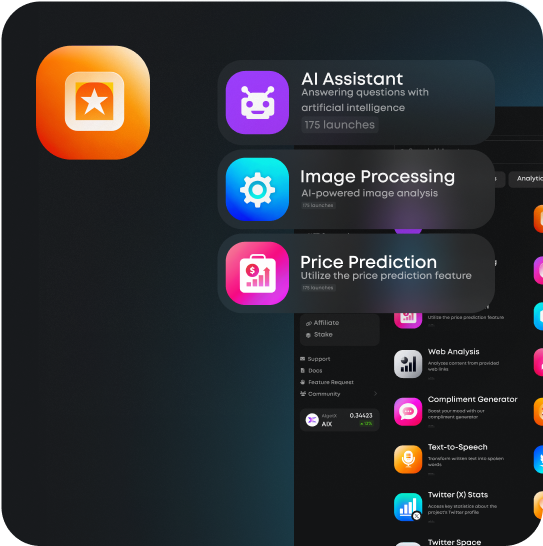 AI Assistant
Answering questions with
artificial intelligence
175 launches
Image Processing
AI-powered image analysis
175 launches
Price Prediction
Utilize the price prediction feature
175 launches
Analytic
Affiliate
Stake
Support
Docs
Feature Request
Community
AlgoniX
AIX
0.34423
Utilize the price prediction feature
Web Analysis
Analyzes content from provided
web links
Compliment Generator
Boost your mood with our
compliment generator
Text-to-Speech
Transform written text into spoken
words
Twitter (X) Stats
Access key statistics about the
project's Twitter profile
Twitter Space